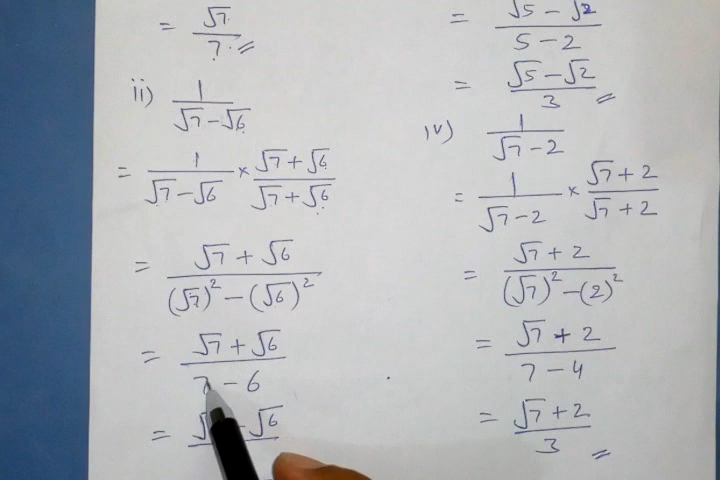 = √7/7 =
ii) 1/(√7-√6)
= 1/(√7-√6) × (√7+√6)/(√7+√6)
= (√7+√6)/((√7)²-(√6)²)
= (√7+√6)/(7-6)
= √6
= (√5-√2)/(5-2)
= (√5-√2)/3 =
iv) 1/(√7-2)
= 1/(√7-2) × (√7+2)/(√7+2)
= (√7+2)/((√7)²-(2)²)
= (√7+2)/(7-4)
= (√7+2)/3 =